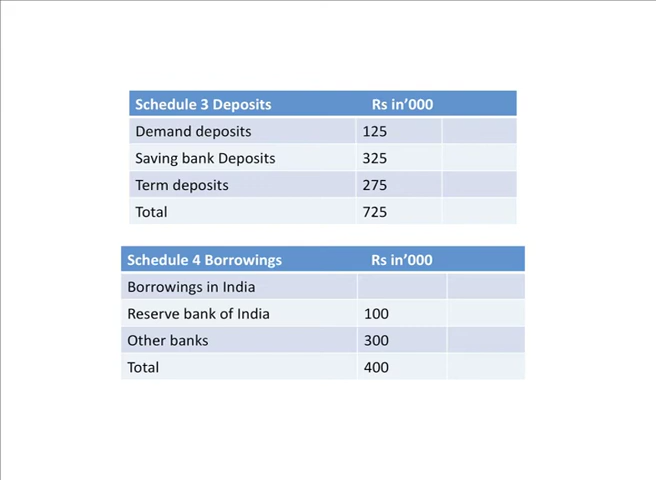 Schedule 3 Deposits Rs in’000
Demand deposits 125
Saving bank Deposits 325
Term deposits 275
Total 725
Schedule 4 Borrowings Rs in’000
Borrowings in India
Reserve bank of India 100
Other banks 300
Total 400